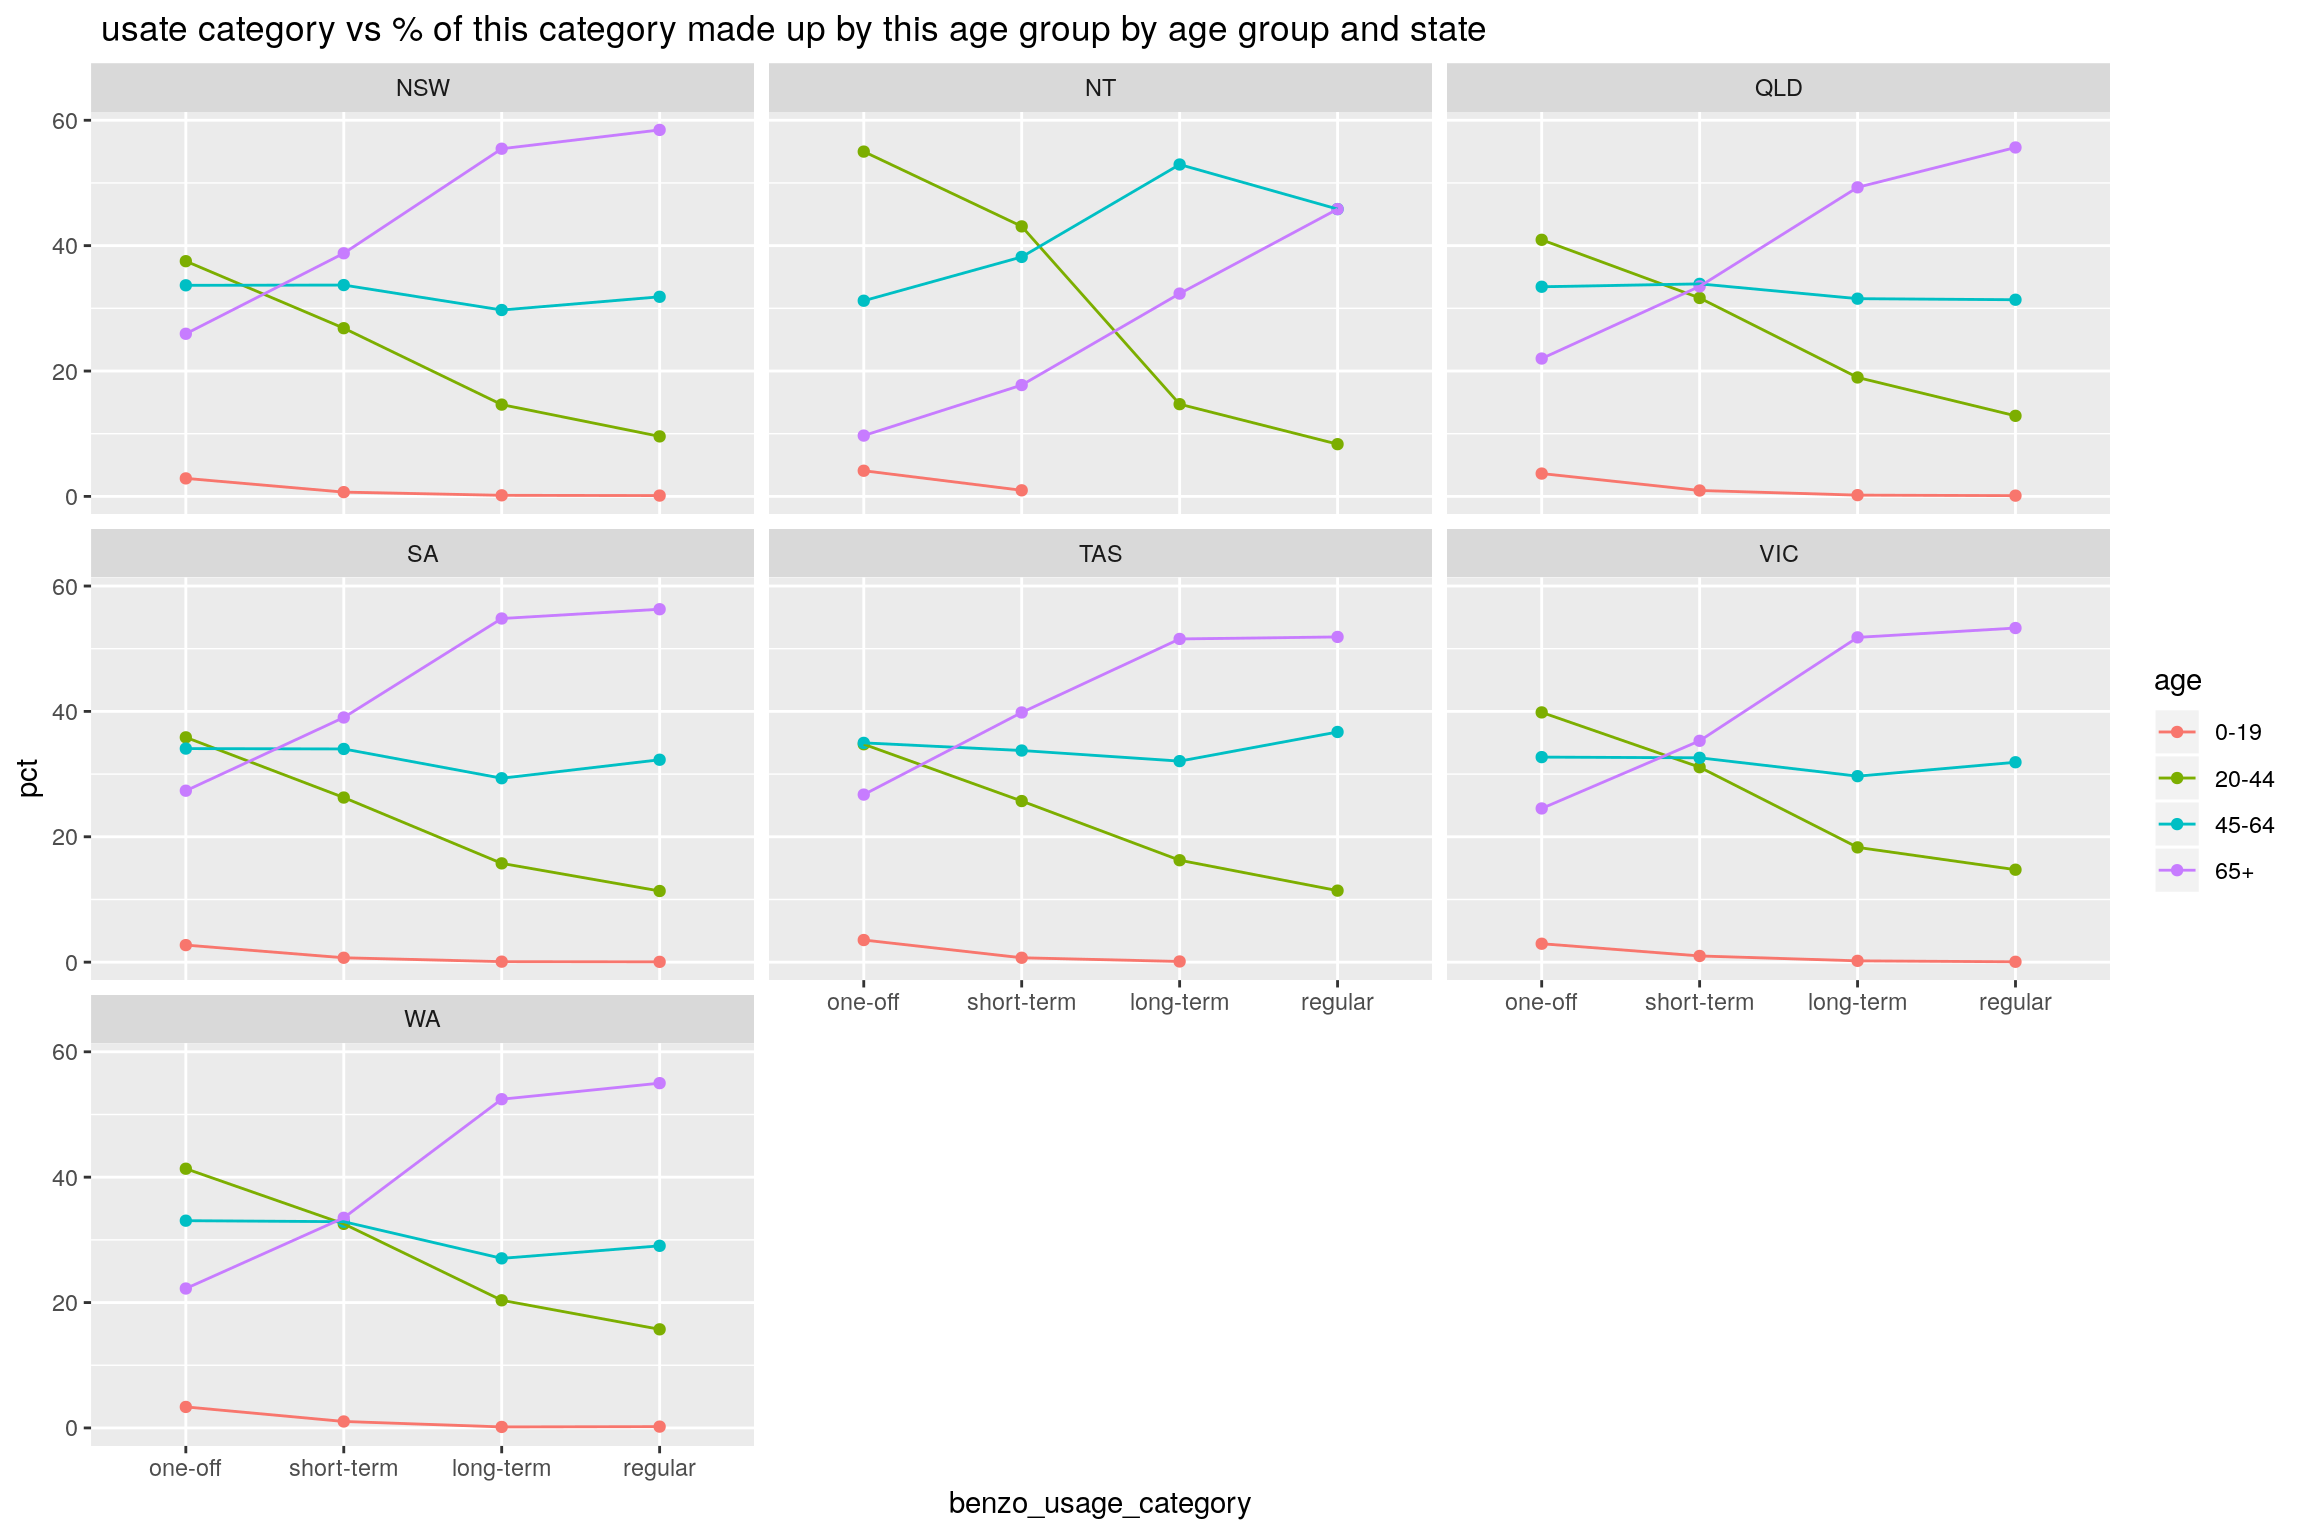 usate category vs % of this category made up by this age group by age group and state
NSW
NT
QLD
60
40
20
0
SA
TAS
VIC
60
40
20
0
pct
age
0-19
20-44
45-64
65+
one-off short-term long-term regular
one-off short-term long-term regular
WA
60
40
20
0
one-off short-term long-term regular
benzo_usage_category